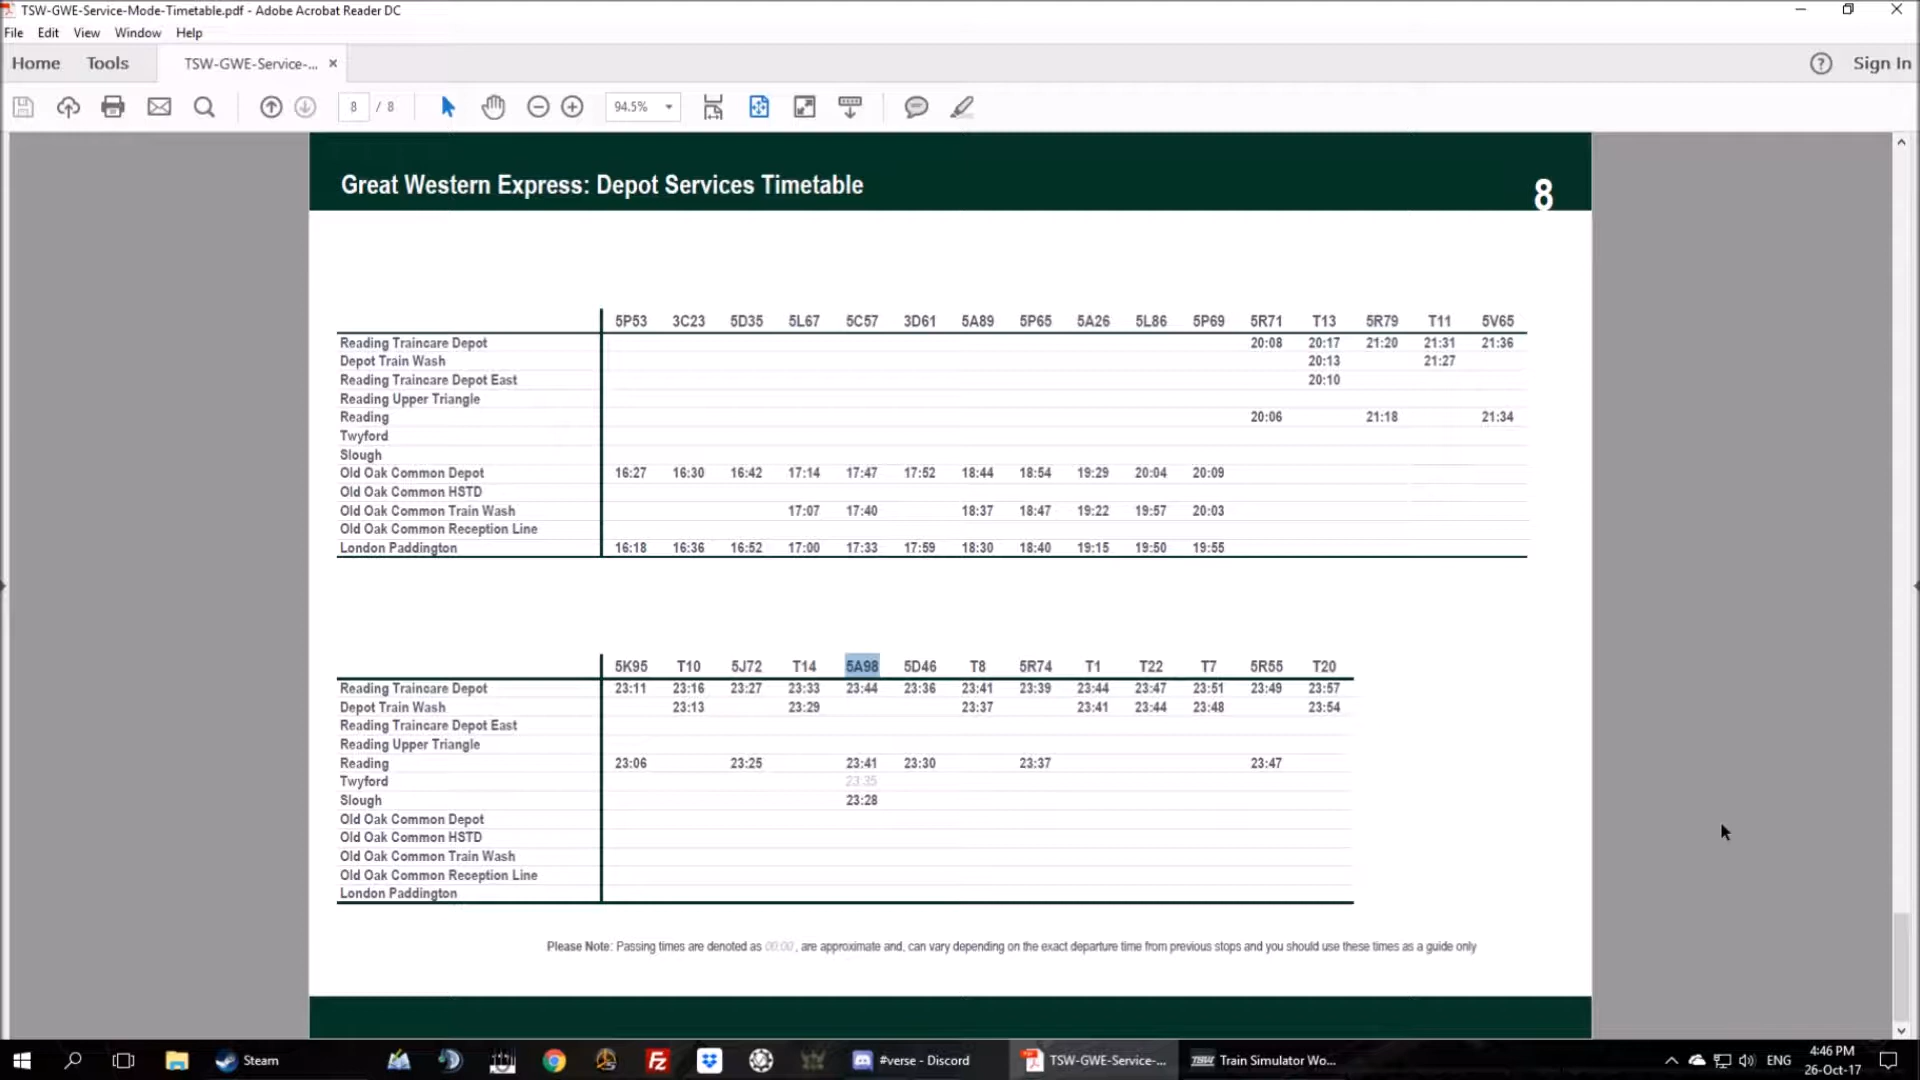 TSW-GWE-Service-Mode-Timetable.pdf - Adobe Acrobat Reader DC
File Edit View Window Help
Home Tools TSW-GWE-Service-... × Sign In
8 / 8 94.5%
Great Western Express: Depot Services Timetable 8
5P53 3C23 5D35 5L67 5C57 3D61 5A89 5P65 5A26 5L86 5P69 5R71 T13 5R79 T11 5V65
Reading Traincare Depot 20:08 20:17 21:20 21:31 21:36
Depot Train Wash 20:13 21:27
Reading Traincare Depot East 20:10
Reading Upper Triangle
Reading 20:06 21:18 21:34
Twyford
Slough
Old Oak Common Depot 16:27 16:30 16:42 17:14 17:47 17:52 18:44 18:54 19:29 20:04 20:09
Old Oak Common HSTD
Old Oak Common Train Wash 17:07 17:40 18:37 18:47 19:22 19:57 20:03
Old Oak Common Reception Line
London Paddington 16:18 16:36 16:52 17:00 17:33 17:59 18:30 18:40 19:15 19:50 19:55
5K95 T10 5J72 T14 5A98 5D46 T8 5R74 T1 T22 T7 5R55 T20
Reading Traincare Depot 23:11 23:16 23:27 23:33 23:44 23:36 23:41 23:39 23:44 23:47 23:51 23:49 23:57
Depot Train Wash 23:13 23:29 23:37 23:41 23:44 23:48 23:54
Reading Traincare Depot East
Reading Upper Triangle
Reading 23:06 23:25 23:41 23:30 23:37 23:47
Twyford 23:35
Slough 23:28
Old Oak Common Depot
Old Oak Common HSTD
Old Oak Common Train Wash
Old Oak Common Reception Line
London Paddington
Please Note: Passing times are denoted as 00:00 , are approximate and, can vary depending on the exact departure time from previous stops and you should use these times as a guide only
Steam #verse - Discord TSW-GWE-Service-... TSW Train Simulator Wo... ENG 4:46 PM
26-Oct-17